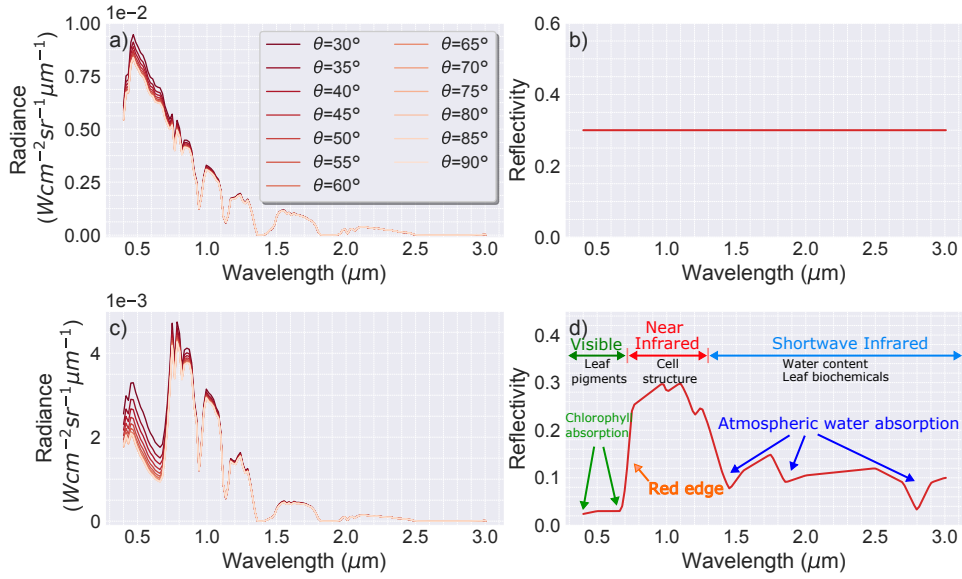 1e−2
a)
1.00
0.75
0.50
0.25
0.00
Radiance
(Wcm−2sr−1μm−1)
θ=30°
θ=35°
θ=40°
θ=45°
θ=50°
θ=55°
θ=60°
θ=65°
θ=70°
θ=75°
θ=80°
θ=85°
θ=90°
0.5 1.0 1.5 2.0 2.5 3.0
Wavelength (μm)
b)
0.6
0.4
0.2
0.0
Reflectivity
0.5 1.0 1.5 2.0 2.5 3.0
Wavelength (μm)
1e−3
c)
4
2
0
Radiance
(Wcm−2sr−1μm−1)
0.5 1.0 1.5 2.0 2.5 3.0
Wavelength (μm)
d)
0.4
0.3
0.2
0.1
0.0
Reflectivity
Visible
Near
Infrared
Shortwave Infrared
Leaf
pigments
Cell
structure
Water content
Leaf biochemicals
Chlorophyl
absorption
Atmospheric water absorption
Red edge
0.5 1.0 1.5 2.0 2.5 3.0
Wavelength (μm)